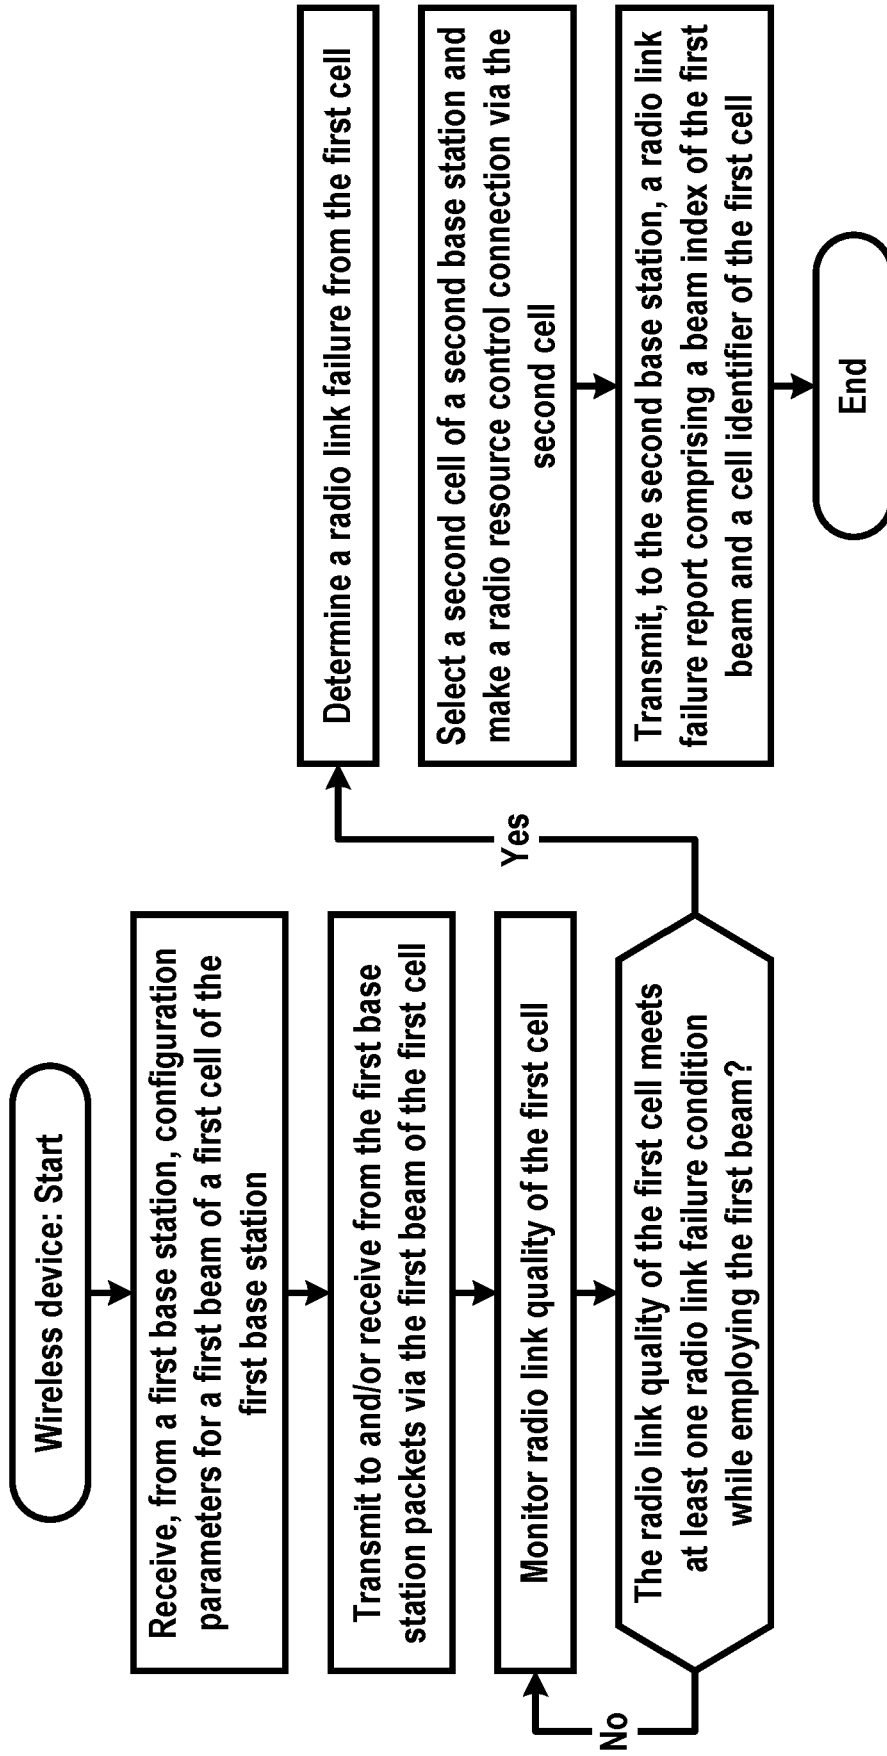 Wireless device: Start
Receive, from a first base station, configuration
parameters for a first beam of a first cell of the
first base station
Transmit to and/or receive from the first base
station packets via the first beam of the first cell
Monitor radio link quality of the first cell
The radio link quality of the first cell meets
at least one radio link failure condition
while employing the first beam?
No
Yes
Determine a radio link failure from the first cell
Select a second cell of a second base station and
make a radio resource control connection via the
second cell
Transmit, to the second base station, a radio link
failure report comprising a beam index of the first
beam and a cell identifier of the first cell
End